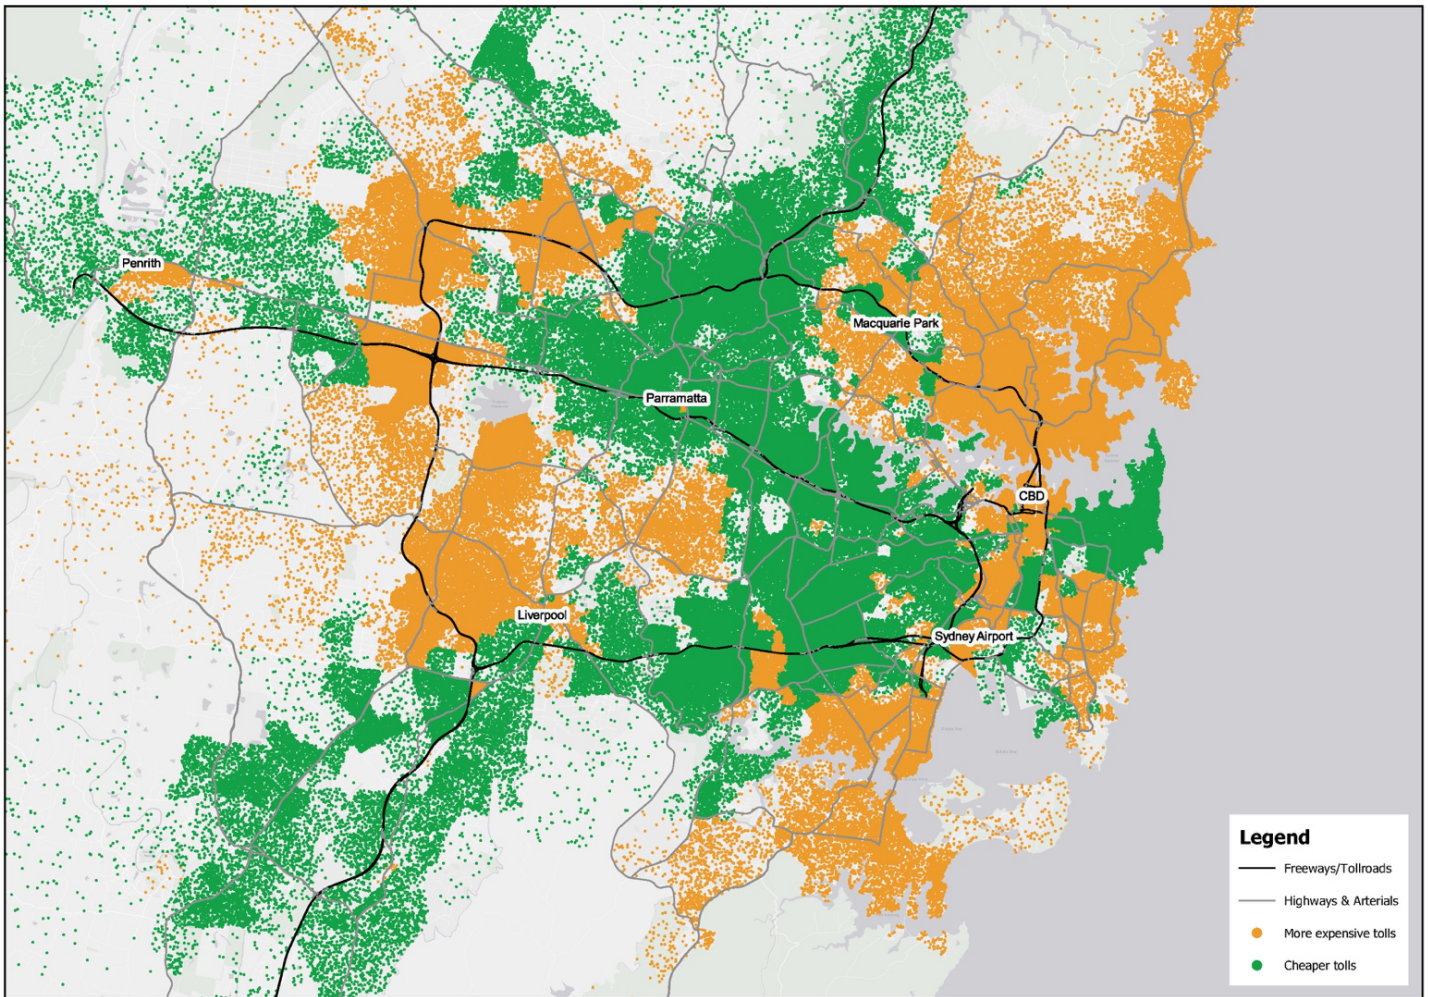 Penrith
Macquarie Park
Parramatta
CBD
Liverpool
Sydney Airport
Legend
Freeways/Tollroads
Highways & Arterials
More expensive tolls
Cheaper tolls